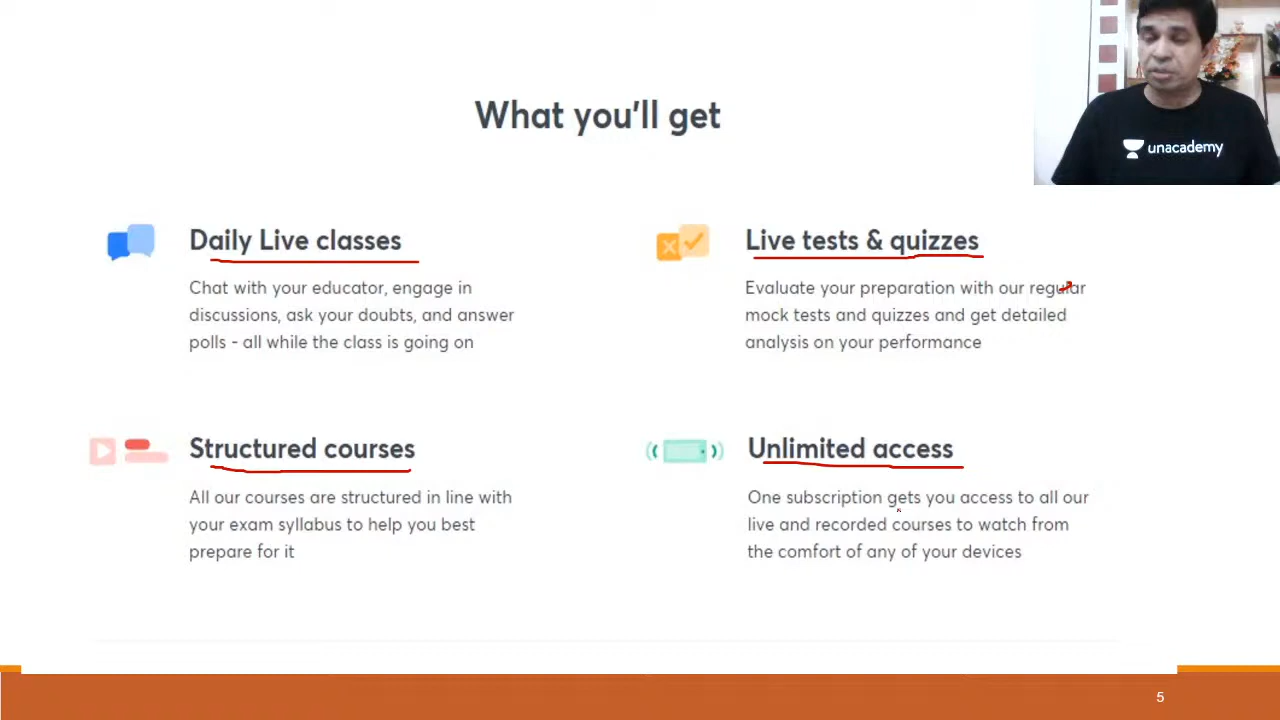 What you'll get
unacademy
Daily Live classes
Chat with your educator, engage in
discussions, ask your doubts, and answer
polls - all while the class is going on
Live tests & quizzes
Evaluate your preparation with our regular
mock tests and quizzes and get detailed
analysis on your performance
Structured courses
All our courses are structured in line with
your exam syllabus to help you best
prepare for it
Unlimited access
One subscription gets you access to all our
live and recorded courses to watch from
the comfort of any of your devices
5